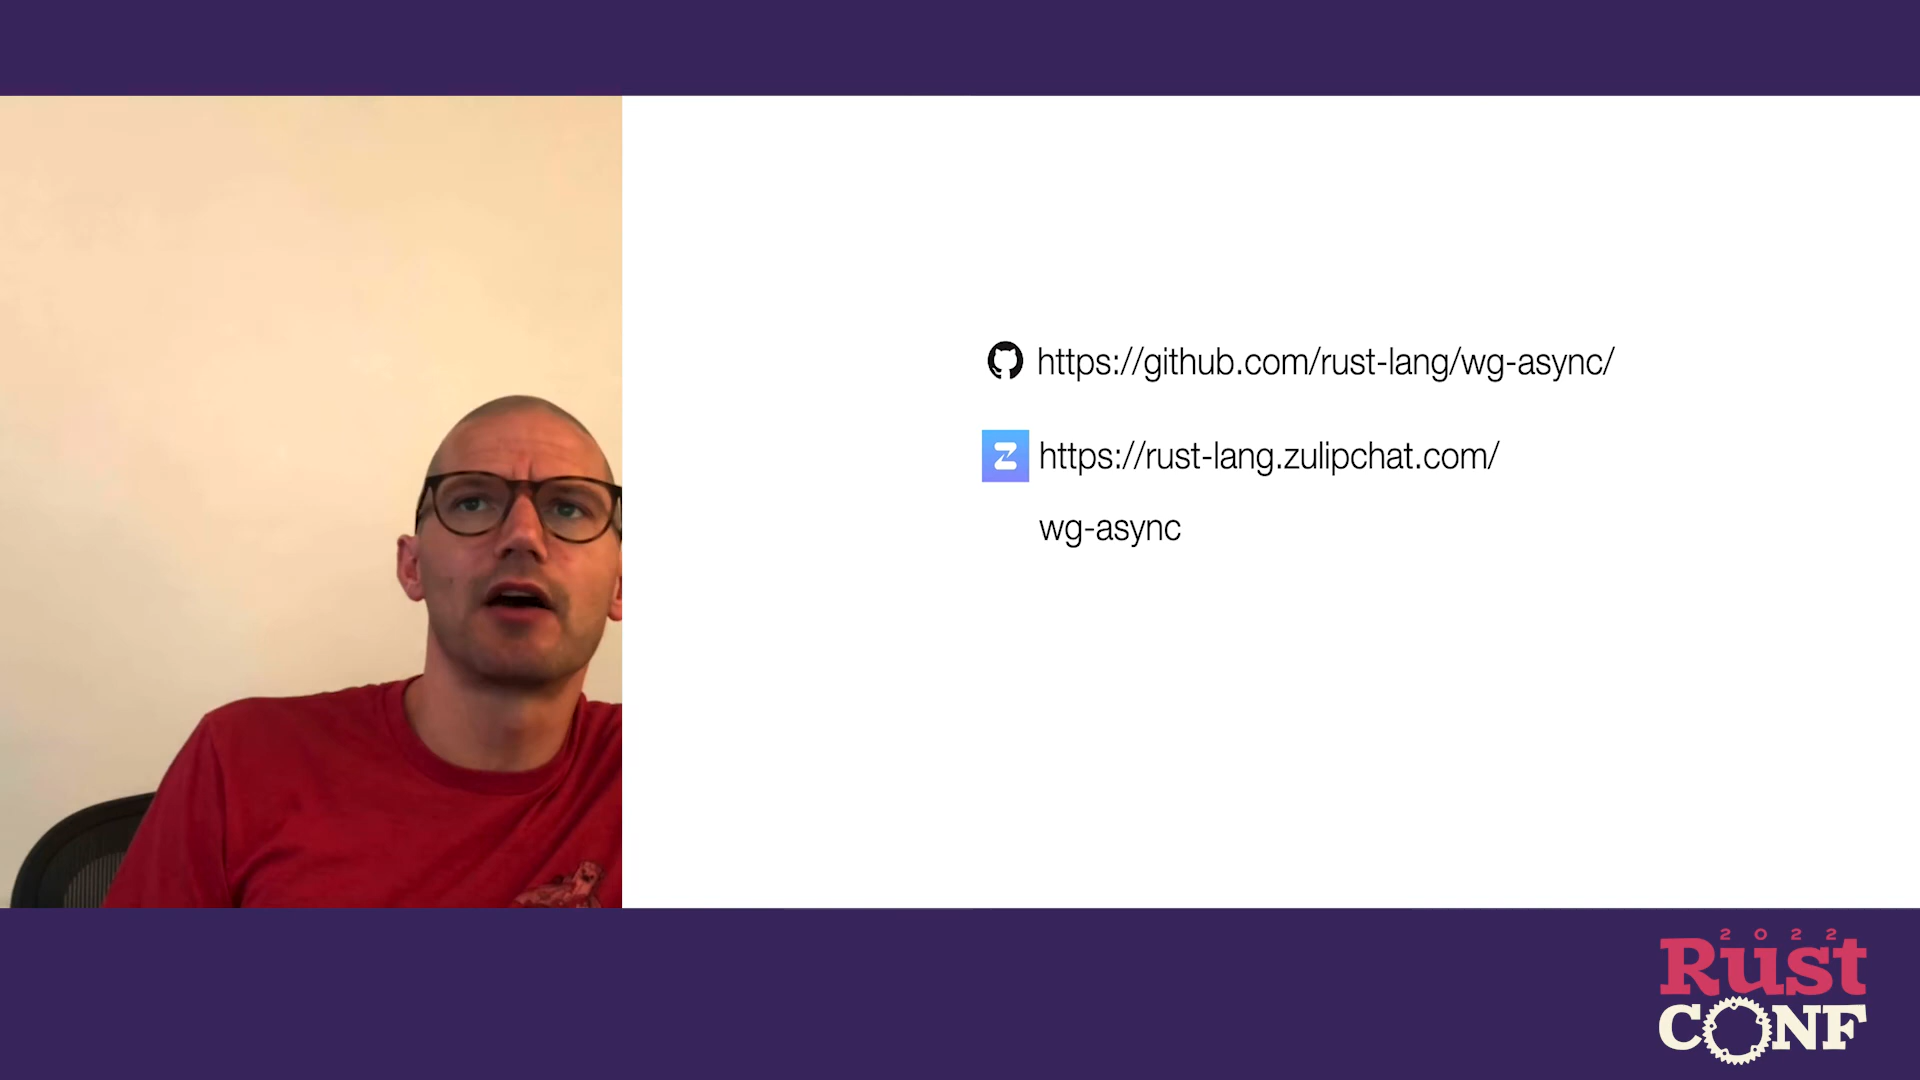 https://github.com/rust-lang/wg-async/
Z https://rust-lang.zulipchat.com/
wg-async
2022
Rust
CONF